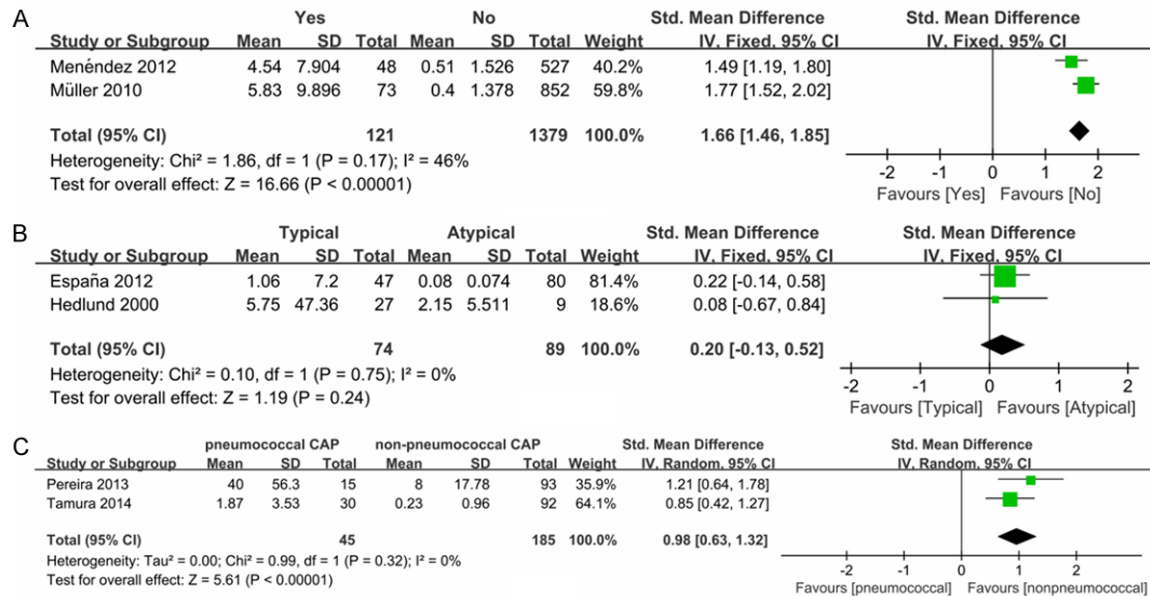 A
Yes No Std. Mean Difference Std. Mean Difference
Study or Subgroup Mean SD Total Mean SD Total Weight IV, Fixed, 95% CI IV, Fixed, 95% CI
Menéndez 2012 4.54 7.904 48 0.51 1.526 527 40.2% 1.49 [1.19, 1.80]
Müller 2010 5.83 9.896 73 0.4 1.378 852 59.8% 1.77 [1.52, 2.02]
Total (95% CI) 121 1379 100.0% 1.66 [1.46, 1.85]
Heterogeneity: Chi² = 1.86, df = 1 (P = 0.17); I² = 46%
Test for overall effect: Z = 16.66 (P < 0.00001)
-2 -1 0 1 2
Favours [Yes] Favours [No]
B
Typical Atypical Std. Mean Difference Std. Mean Difference
Study or Subgroup Mean SD Total Mean SD Total Weight IV, Fixed, 95% CI IV, Fixed, 95% CI
España 2012 1.06 7.2 47 0.08 0.074 80 81.4% 0.22 [-0.14, 0.58]
Hedlund 2000 5.75 47.36 27 2.15 5.511 9 18.6% 0.08 [-0.67, 0.84]
Total (95% CI) 74 89 100.0% 0.20 [-0.13, 0.52]
Heterogeneity: Chi² = 0.10, df = 1 (P = 0.75); I² = 0%
Test for overall effect: Z = 1.19 (P = 0.24)
-2 -1 0 1 2
Favours [Typical] Favours [Atypical]
C
pneumococcal CAP non-pneumococcal CAP Std. Mean Difference Std. Mean Difference
Study or Subgroup Mean SD Total Mean SD Total Weight IV, Random, 95% CI IV, Random, 95% CI
Pereira 2013 40 56.3 15 8 17.78 93 35.9% 1.21 [0.64, 1.78]
Tamura 2014 1.87 3.53 30 0.23 0.96 92 64.1% 0.85 [0.42, 1.27]
Total (95% CI) 45 185 100.0% 0.98 [0.63, 1.32]
Heterogeneity: Tau² = 0.00; Chi² = 0.99, df = 1 (P = 0.32); I² = 0%
Test for overall effect: Z = 5.61 (P < 0.00001)
-2 -1 0 1 2
Favours [pneumococcal] Favours [nonpneumococcal]